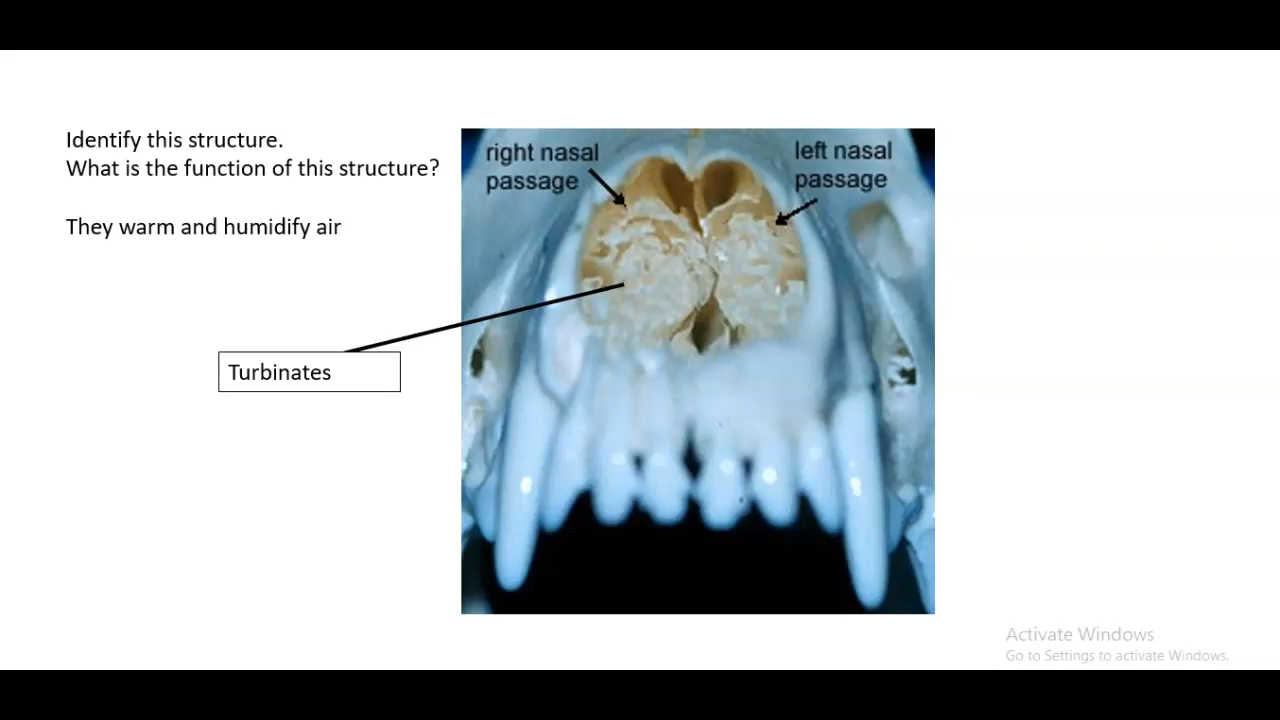 Identify this structure.
What is the function of this structure?
They warm and humidify air
right nasal
passage
left nasal
passage
Turbinates
Activate Windows
Go to Settings to activate Windows.